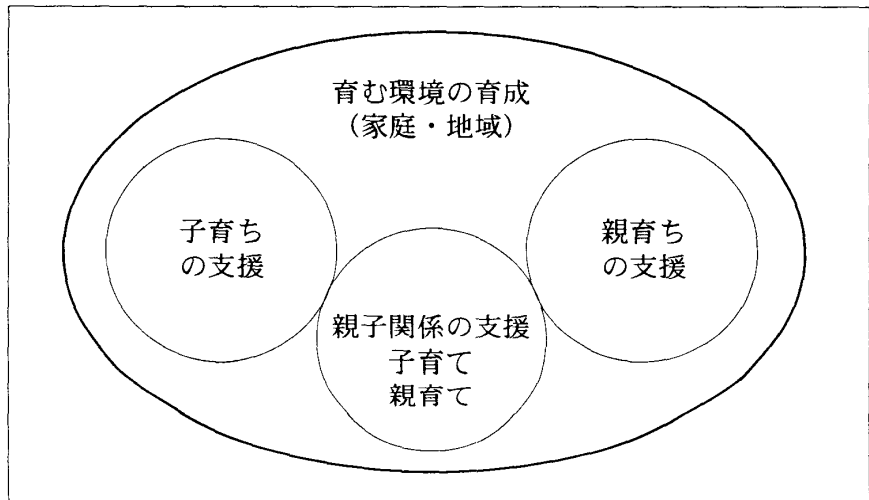 育む環境の育成
（家庭・地域）
子育ち
の支援
親育ち
の支援
親子関係の支援
子育て
親育て